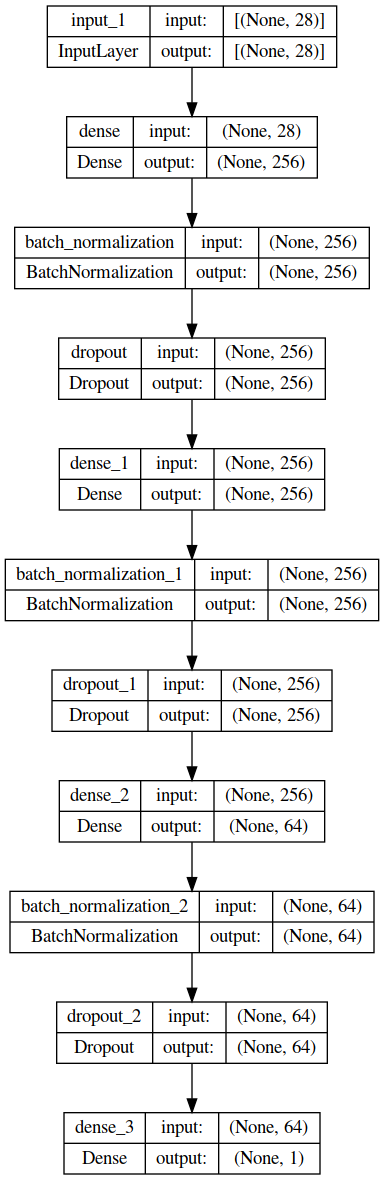 input_1 input: [(None, 28)]
InputLayer output: [(None, 28)]
dense input: (None, 28)
Dense output: (None, 256)
batch_normalization input: (None, 256)
BatchNormalization output: (None, 256)
dropout input: (None, 256)
Dropout output: (None, 256)
dense_1 input: (None, 256)
Dense output: (None, 256)
batch_normalization_1 input: (None, 256)
BatchNormalization output: (None, 256)
dropout_1 input: (None, 256)
Dropout output: (None, 256)
dense_2 input: (None, 256)
Dense output: (None, 64)
batch_normalization_2 input: (None, 64)
BatchNormalization output: (None, 64)
dropout_2 input: (None, 64)
Dropout output: (None, 64)
dense_3 input: (None, 64)
Dense output: (None, 1)